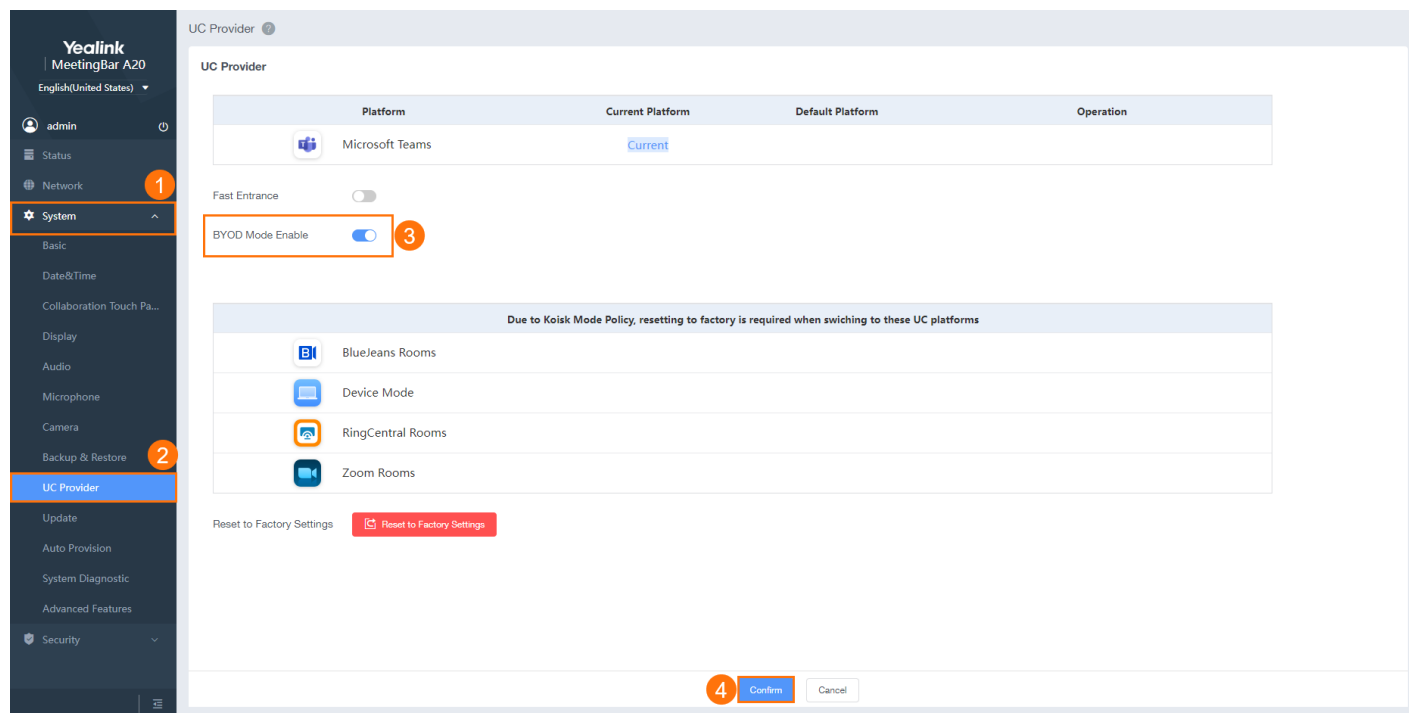 Yealink
MeetingBar A20
English(United States)
admin
Status
Network
1
System
Basic
Date&Time
Collaboration Touch Pa...
Display
Audio
Microphone
Camera
Backup & Restore
2
UC Provider
Update
Auto Provision
System Diagnostic
Advanced Features
Security
UC Provider ?
UC Provider
Platform Current Platform Default Platform Operation
Microsoft Teams Current
Fast Entrance
BYOD Mode Enable 3
Due to Koisk Mode Policy, resetting to factory is required when swiching to these UC platforms
BlueJeans Rooms
Device Mode
RingCentral Rooms
Zoom Rooms
Reset to Factory Settings Reset to Factory Settings
4 Confirm Cancel